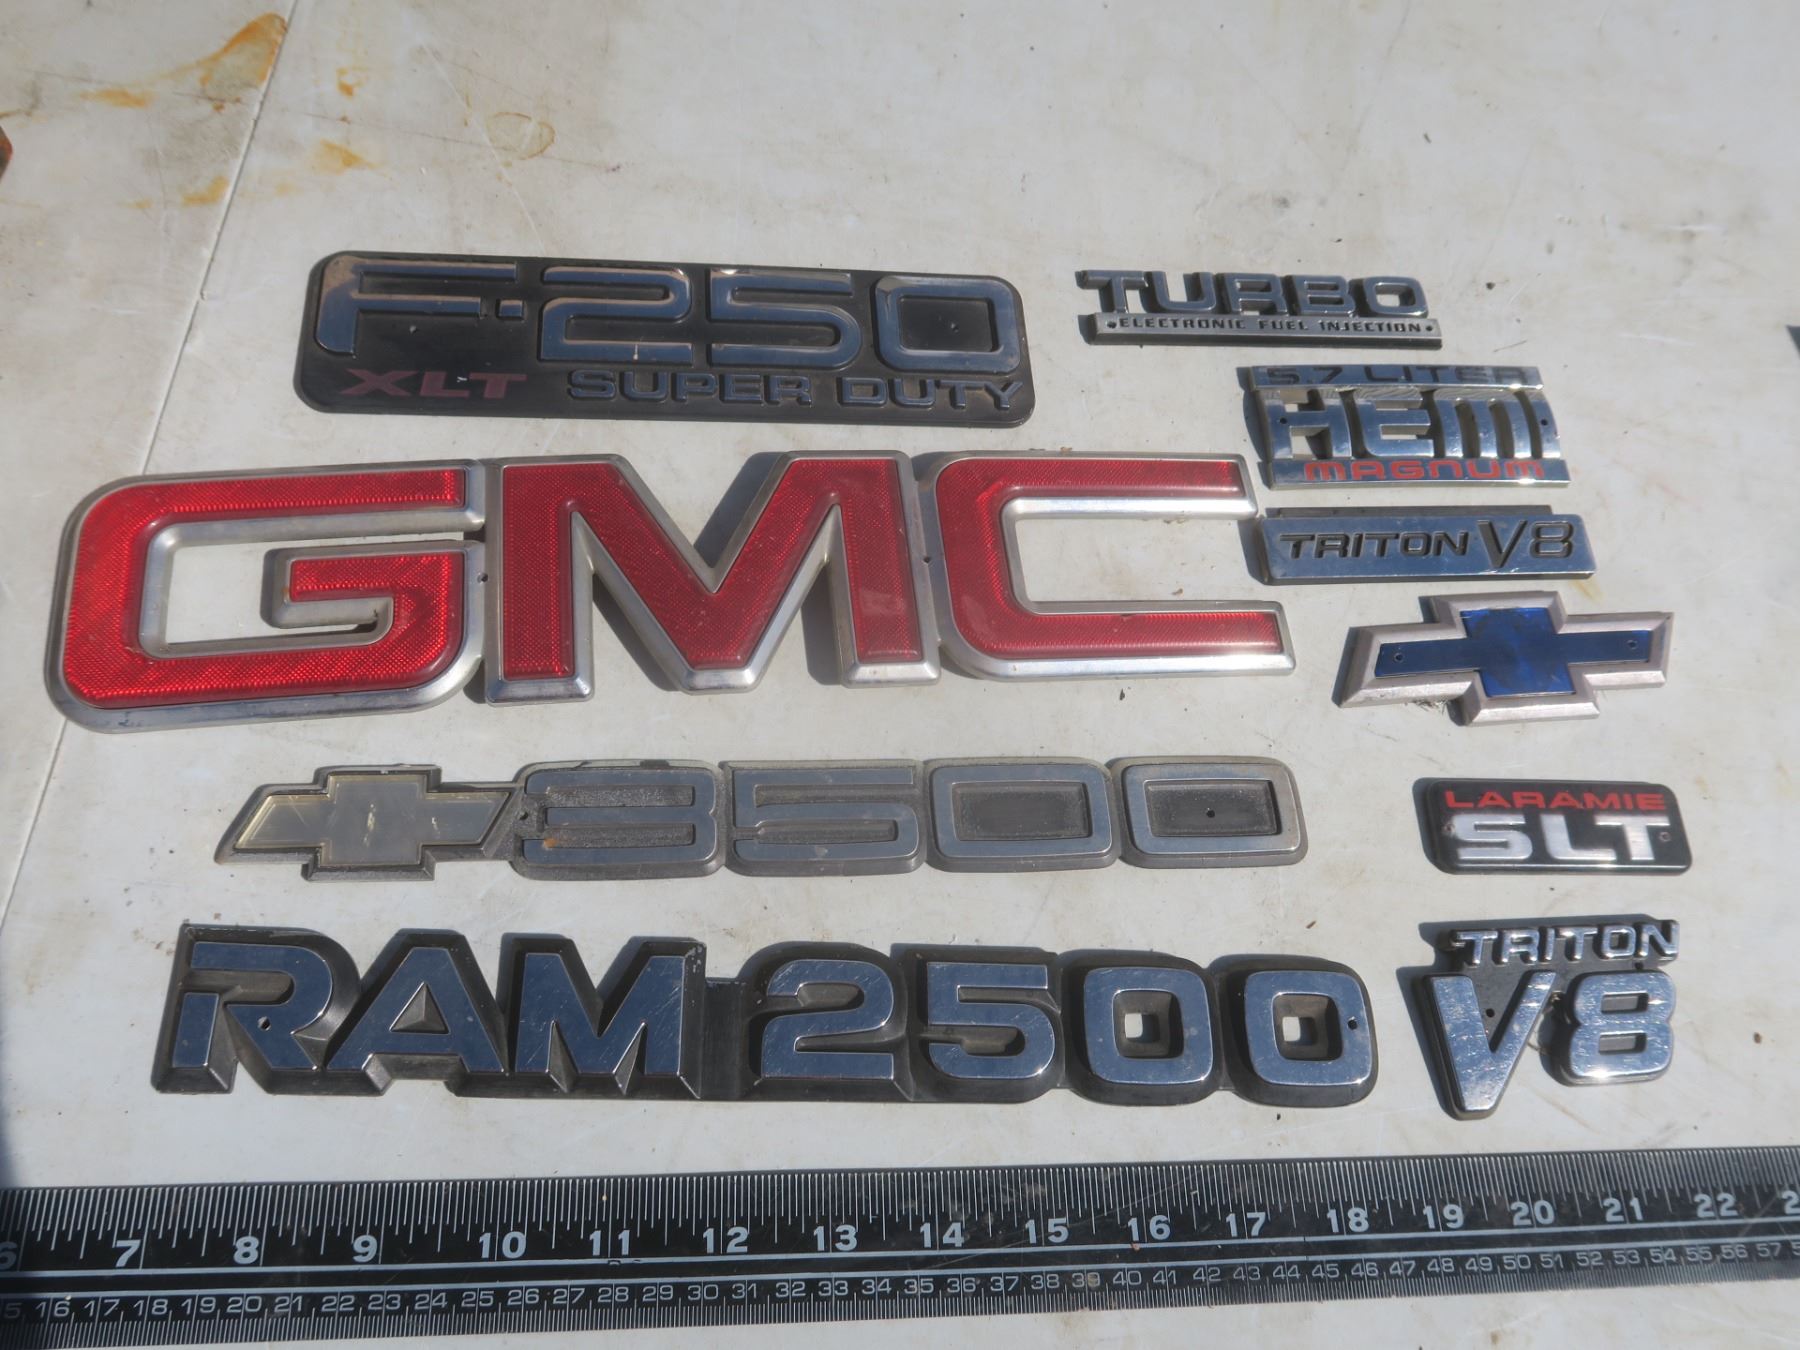 F-250
XLT SUPER DUTY
TURBO
ELECTRONIC FUEL INJECTION
5.7 LITER
HEMI
MAGNUM
GMC
TRITON V8
3500
LARAMIE
SLT
RAM 2500
TRITON
V8
6 7 8 9 10 11 12 13 14 15 16 17 18 19 20 21 22
15 16 17 18 19 20 21 22 23 24 25 26 27 28 29 30 31 32 33 34 35 36 37 38 39 40 41 42 43 44 45 46 47 48 49 50 51 52 53 54 55 56 57